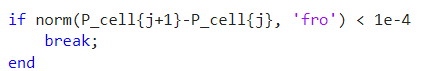 if norm(P_cell{j+1}-P_cell{j}, 'fro') < 1e-4
    break;
end